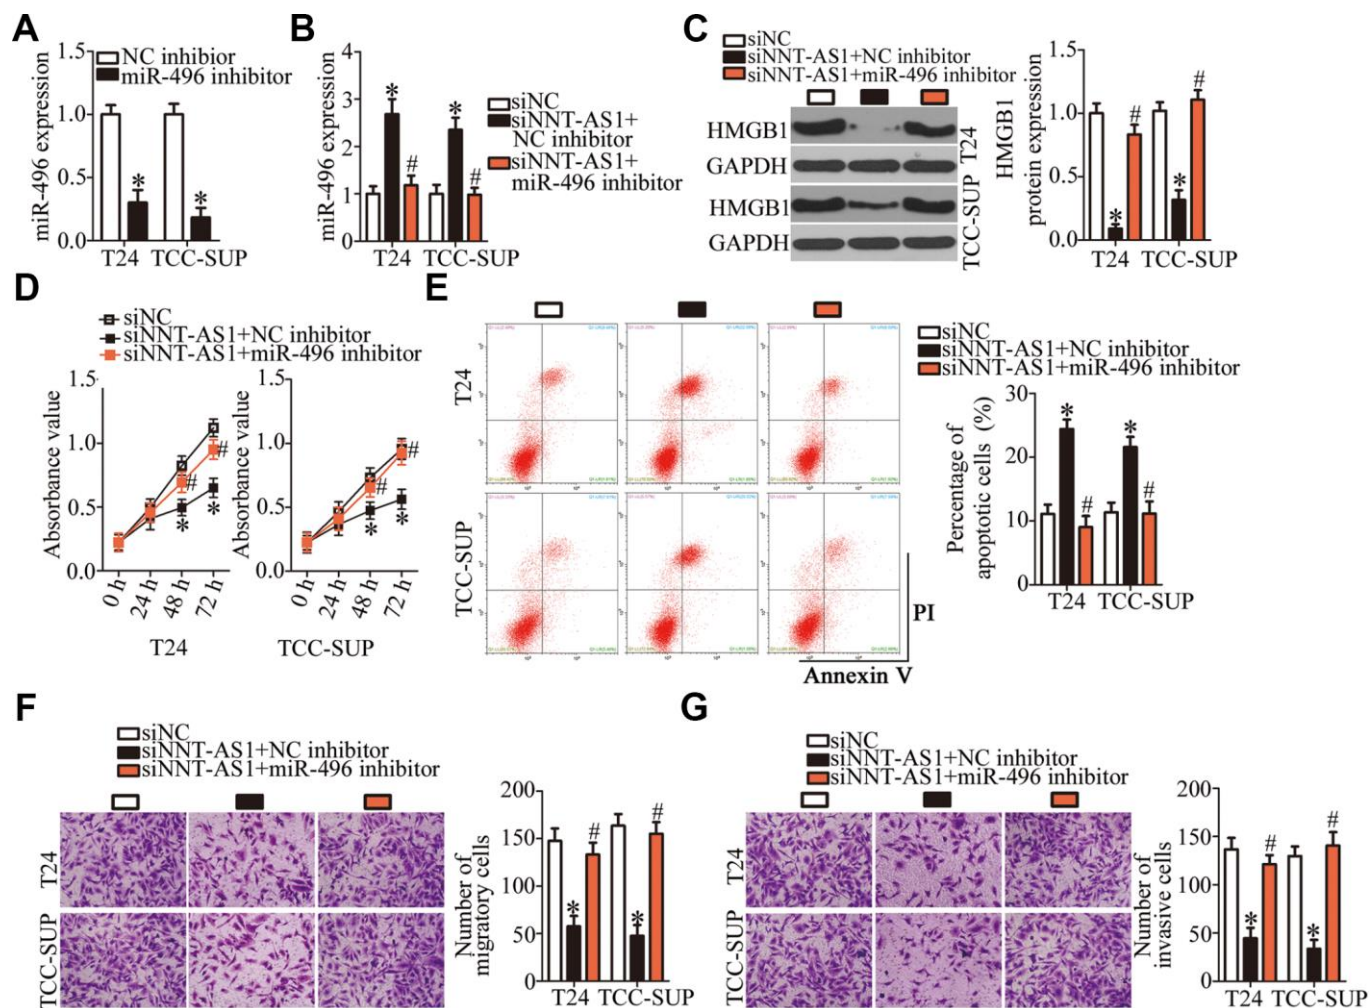 A
1.5
1.0
0.5
0.0
miR-496 expression
NC inhibior
miR-496 inhibitor
*
*
T24
TCC-SUP
B
4
3
2
1
0
miR-496 expression
*
*
#
#
siNC
siNNT-AS1+
NC inhibitor
siNNT-AS1+
miR-496 inhibitor
T24
TCC-SUP
C
siNC
siNNT-AS1+NC inhibitor
siNNT-AS1+miR-496 inhibitor
HMGB1
GAPDH
T24
HMGB1
GAPDH
TCC-SUP
HMGB1
protein expression
1.5
1.0
0.5
0.0
*
#
*
#
T24
TCC-SUP
D
siNC
siNNT-AS1+NC inhibitor
siNNT-AS1+miR-496 inhibitor
Absorbance value
1.5
1.0
0.5
0.0
#
#
*
*
0 h
24 h
48 h
72 h
T24
Absorbance value
1.5
1.0
0.5
0.0
#
#
*
*
0 h
24 h
48 h
72 h
TCC-SUP
E
T24
TCC-SUP
PI
Annexin V
siNC
siNNT-AS1+NC inhibitor
siNNT-AS1+miR-496 inhibitor
Percentage of
apoptotic cells (%)
30
20
10
0
*
#
*
#
T24
TCC-SUP
F
siNC
siNNT-AS1+NC inhibitor
siNNT-AS1+miR-496 inhibitor
T24
TCC-SUP
Number of
migratory cells
200
150
100
50
0
*
#
*
#
T24
TCC-SUP
G
siNC
siNNT-AS1+NC inhibitor
siNNT-AS1+miR-496 inhibitor
T24
TCC-SUP
Number of
invasive cells
200
150
100
50
0
*
#
*
#
T24
TCC-SUP